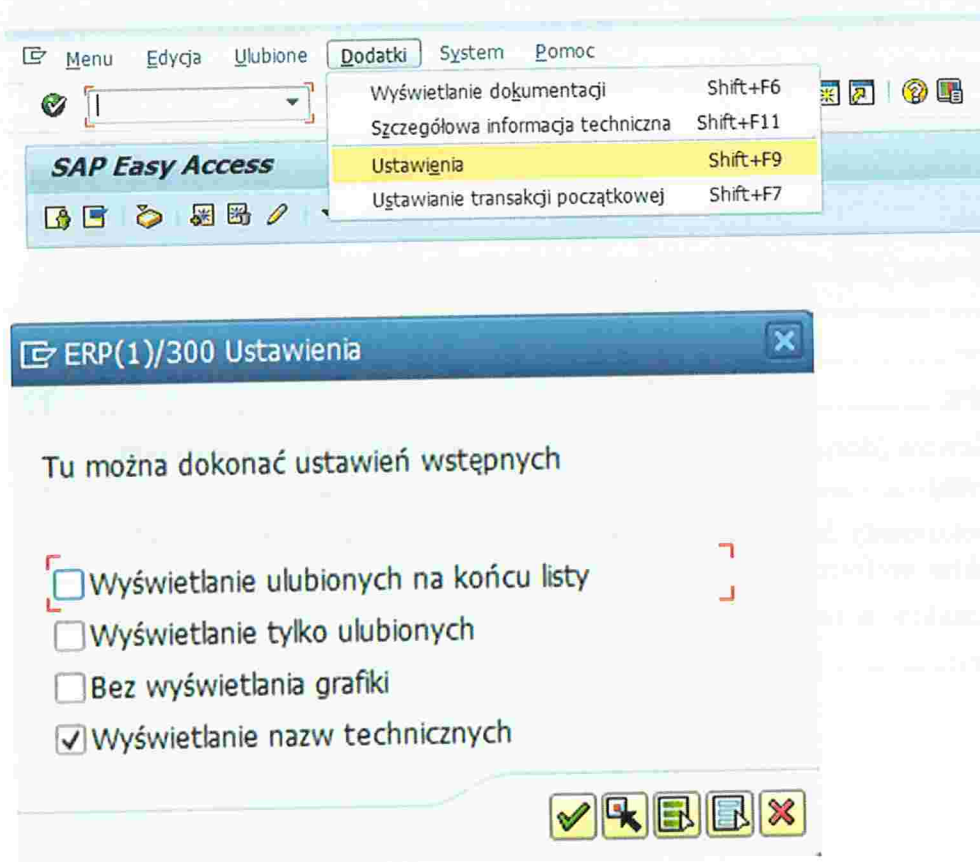 Menu Edycja Ulubione Dodatki System Pomoc
Wyświetlanie dokumentacji Shift+F6
Szczegółowa informacja techniczna Shift+F11
Ustawienia Shift+F9
Ustawianie transakcji początkowej Shift+F7
SAP Easy Access
ERP(1)/300 Ustawienia
Tu można dokonać ustawień wstępnych
Wyświetlanie ulubionych na końcu listy
Wyświetlanie tylko ulubionych
Bez wyświetlania grafiki
Wyświetlanie nazw technicznych